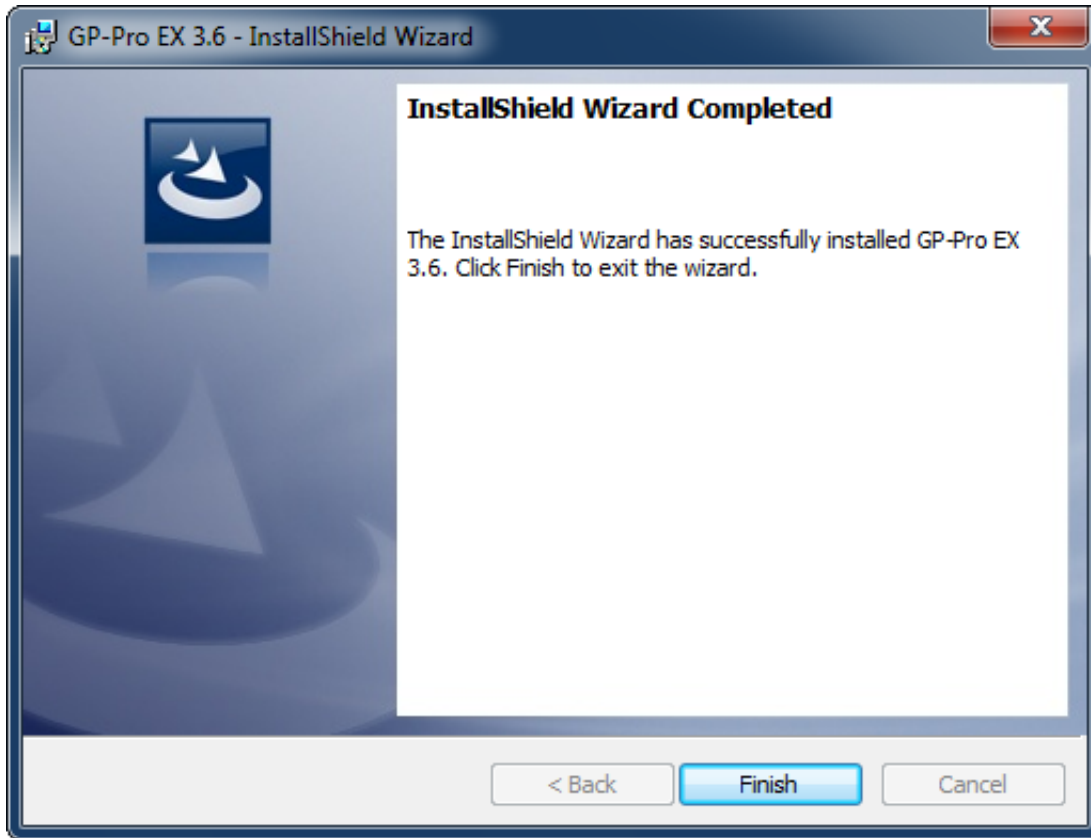 GP-Pro EX 3.6 - InstallShield Wizard
InstallShield Wizard Completed
The InstallShield Wizard has successfully installed GP-Pro EX
3.6. Click Finish to exit the wizard.
< Back
Finish
Cancel